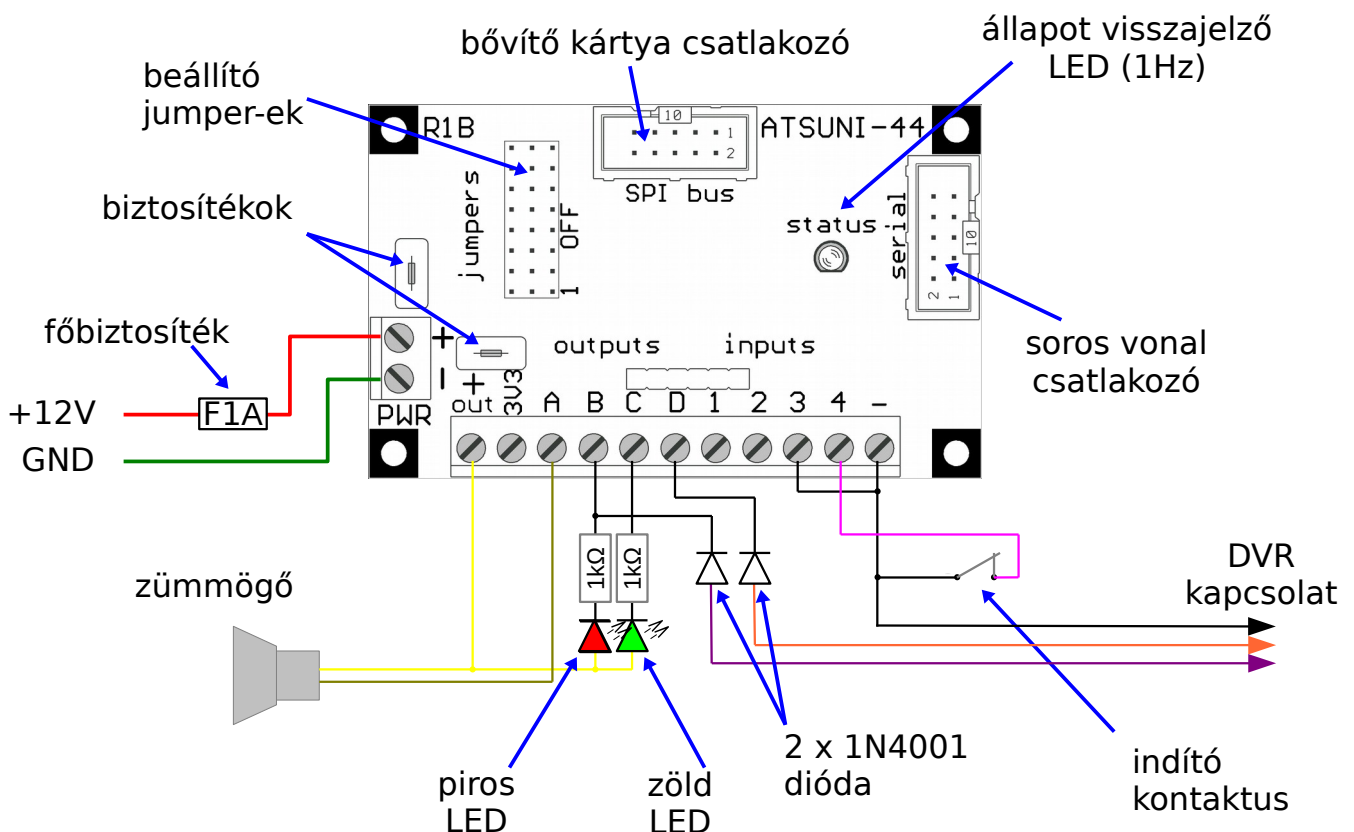 bővítő kártya csatlakozó
állapot visszajelző
LED (1Hz)
beállító
jumper-ek
R1B
ATSUNI-44
10
1
2
SPI bus
biztosítékok
jumpers
OFF
1
status
serial
10
2
1
főbiztosíték
+
-
outputs
inputs
soros vonal
csatlakozó
+12V
F1A
GND
PWR
+
out
3V3
A
B
C
D
1
2
3
4
-
zümmögő
1kΩ
1kΩ
DVR
kapcsolat
2 x 1N4001
dióda
indító
kontaktus
piros
LED
zöld
LED